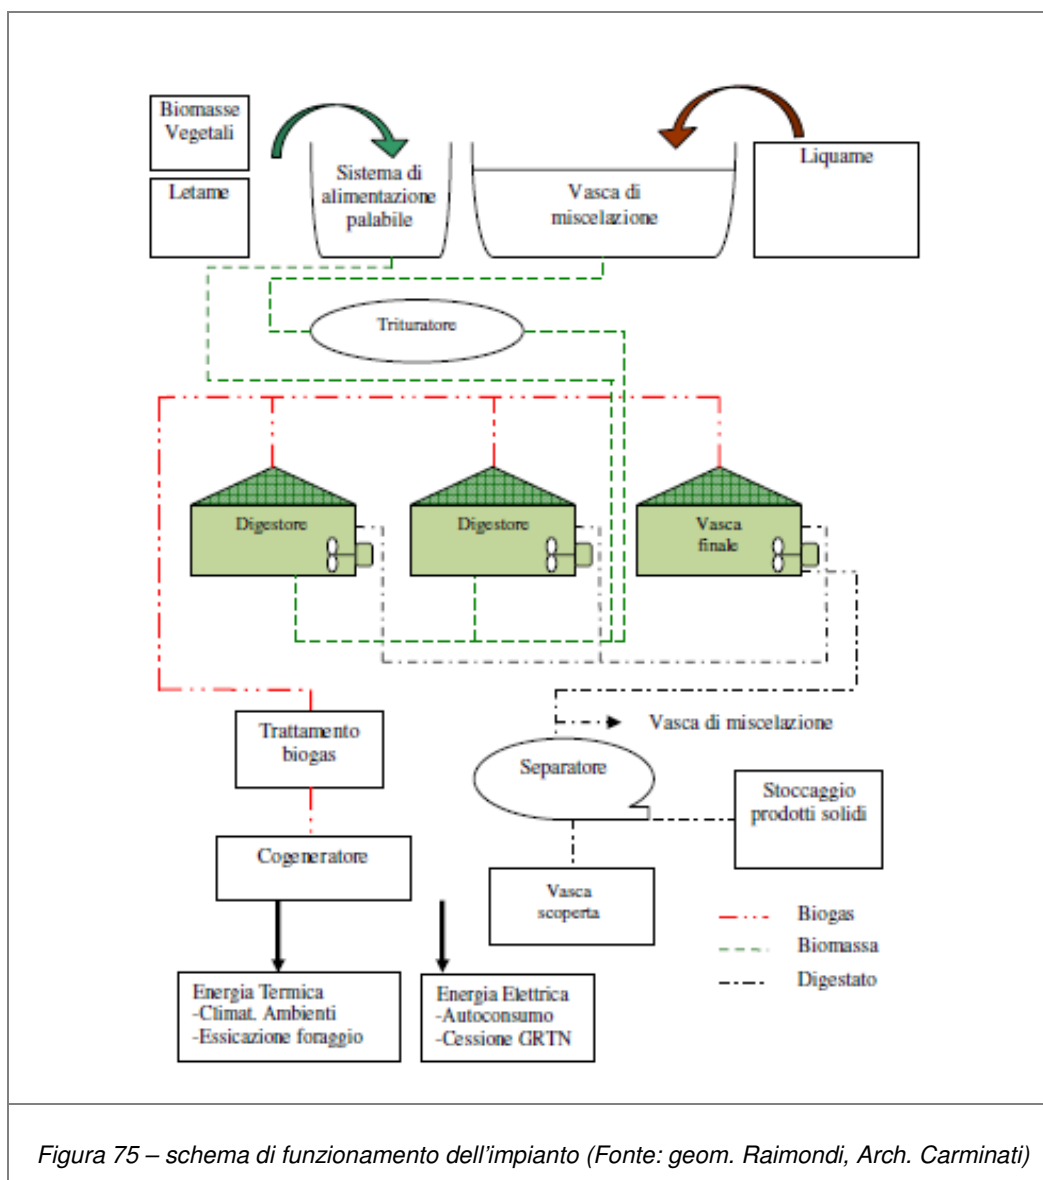 Biomasse
Vegetali
Letame
Sistema di
alimentazione
palabile
Vasca di
miscelazione
Liquame
Trituratore
Digestore
Digestore
Vasca
finale
Trattamento
biogas
Vasca di miscelazione
Separatore
Stoccaggio
prodotti solidi
Cogeneratore
Vasca
scoperta
Biogas
Biomassa
Digestato
Energia Termica
-Climat. Ambienti
-Essicazione foraggio
Energia Elettrica
-Autoconsumo
-Cessione GRTN
Figura 75 – schema di funzionamento dell'impianto (Fonte: geom. Raimondi, Arch. Carminati)